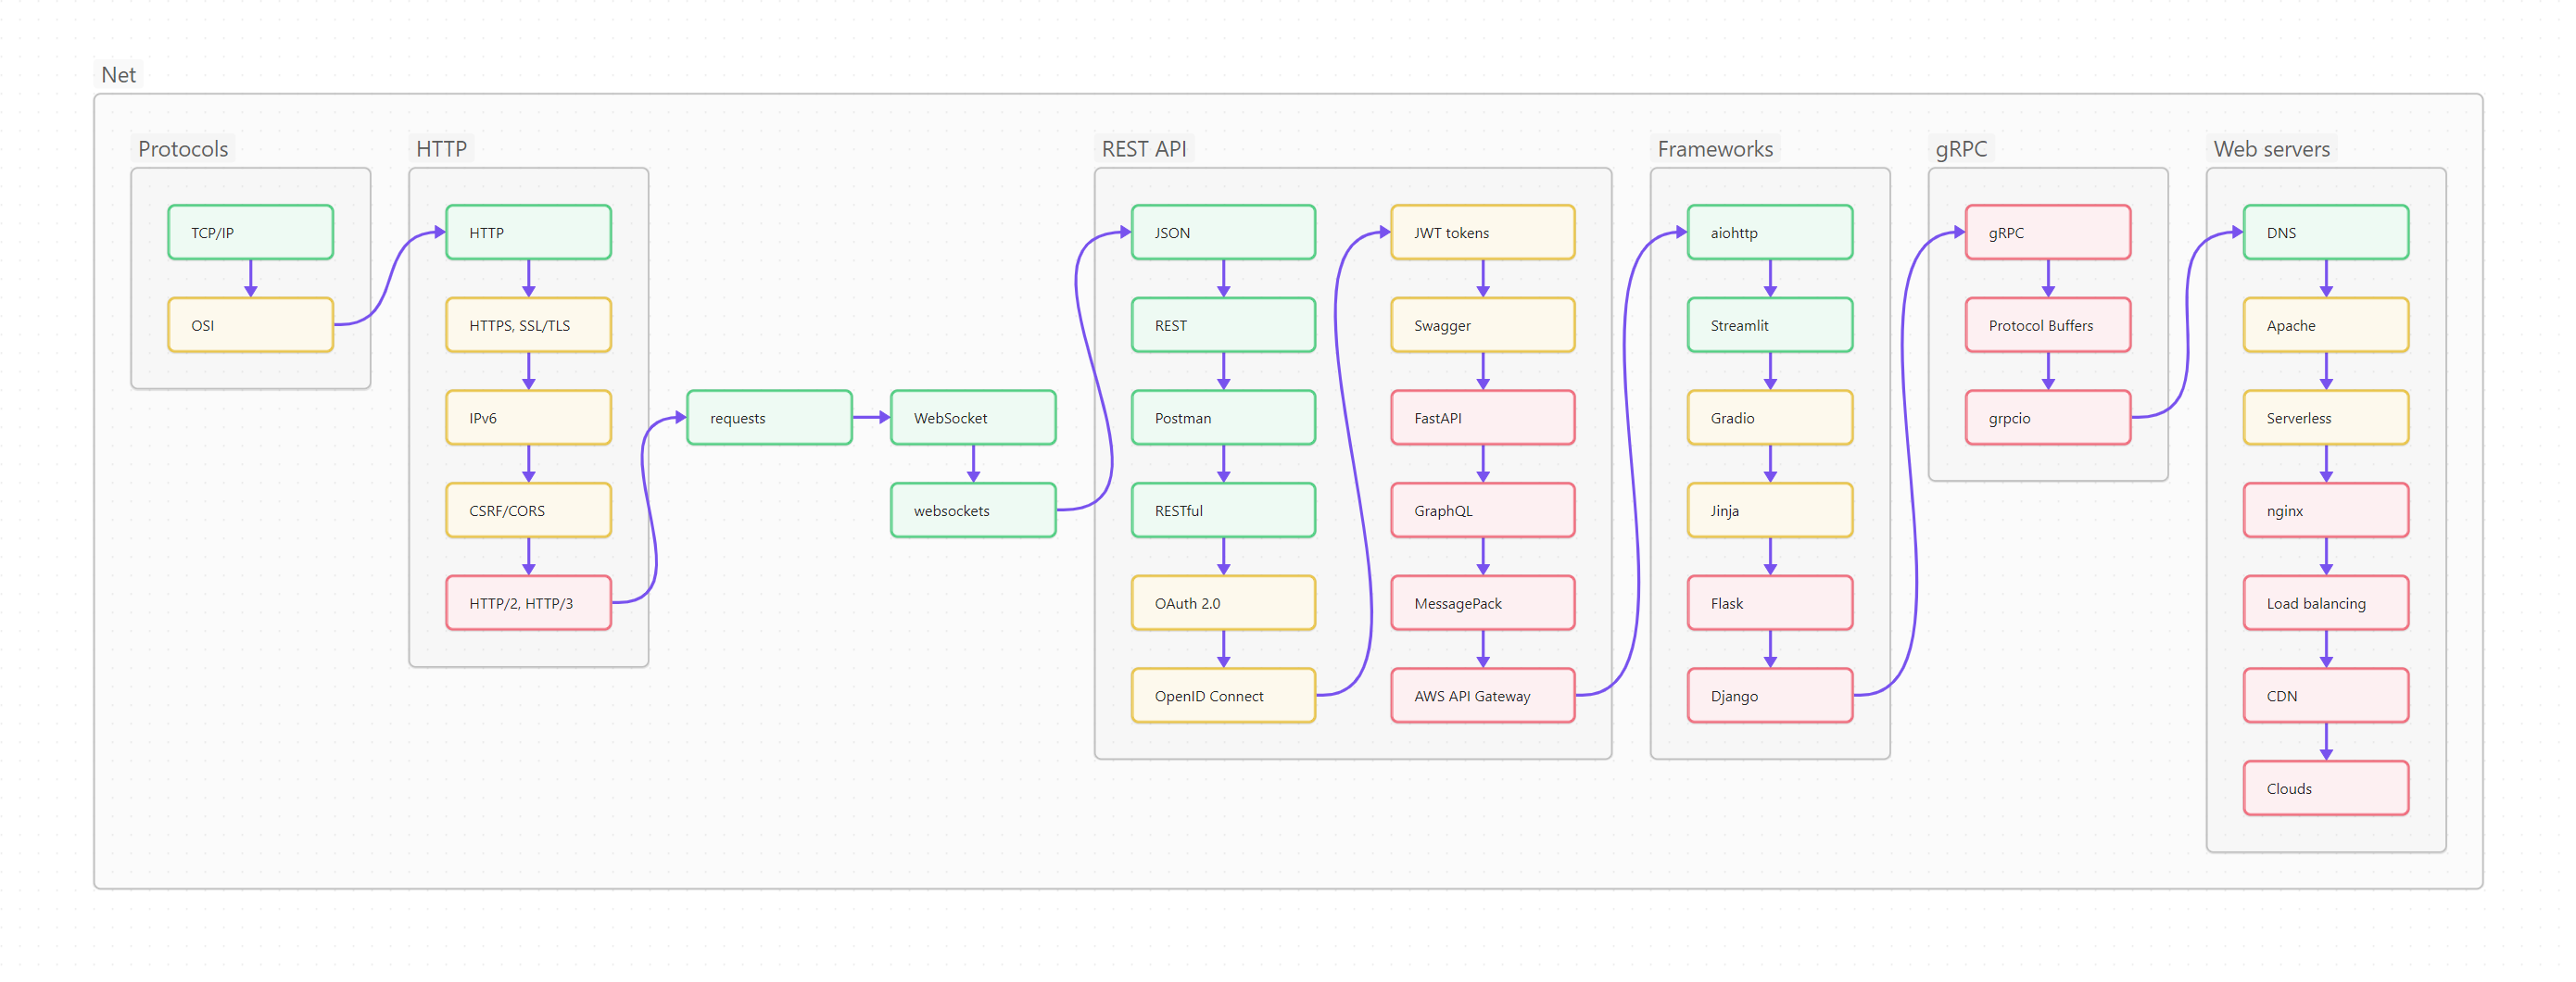 Net
Protocols
TCP/IP
OSI
HTTP
HTTP
HTTPS, SSL/TLS
IPv6
CSRF/CORS
HTTP/2, HTTP/3
requests
WebSocket
websockets
REST API
JSON
REST
Postman
RESTful
OAuth 2.0
OpenID Connect
JWT tokens
Swagger
FastAPI
GraphQL
MessagePack
AWS API Gateway
Frameworks
aiohttp
Streamlit
Gradio
Jinja
Flask
Django
gRPC
gRPC
Protocol Buffers
grpcio
Web servers
DNS
Apache
Serverless
nginx
Load balancing
CDN
Clouds